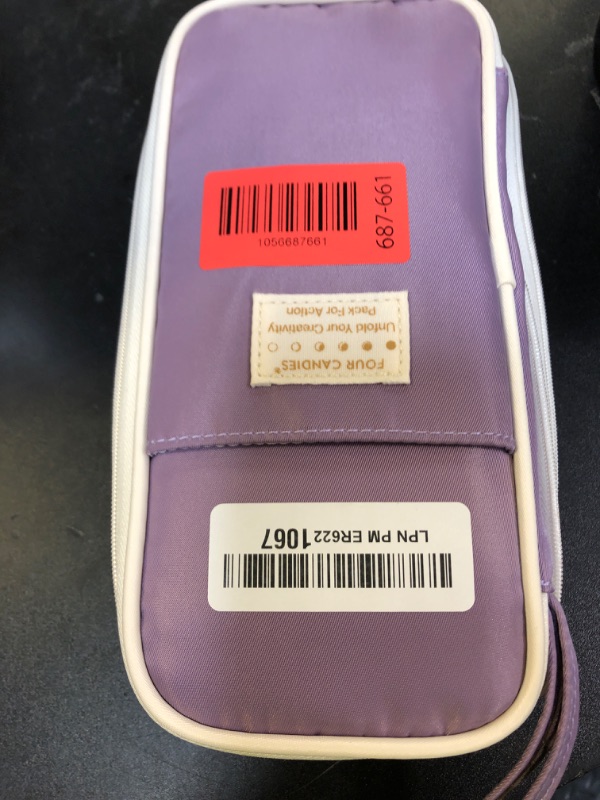 1056687661
687-661
FOUR CANDIES®
Unfold Your Creativity
Pack For Action
LPN PM ER6221067